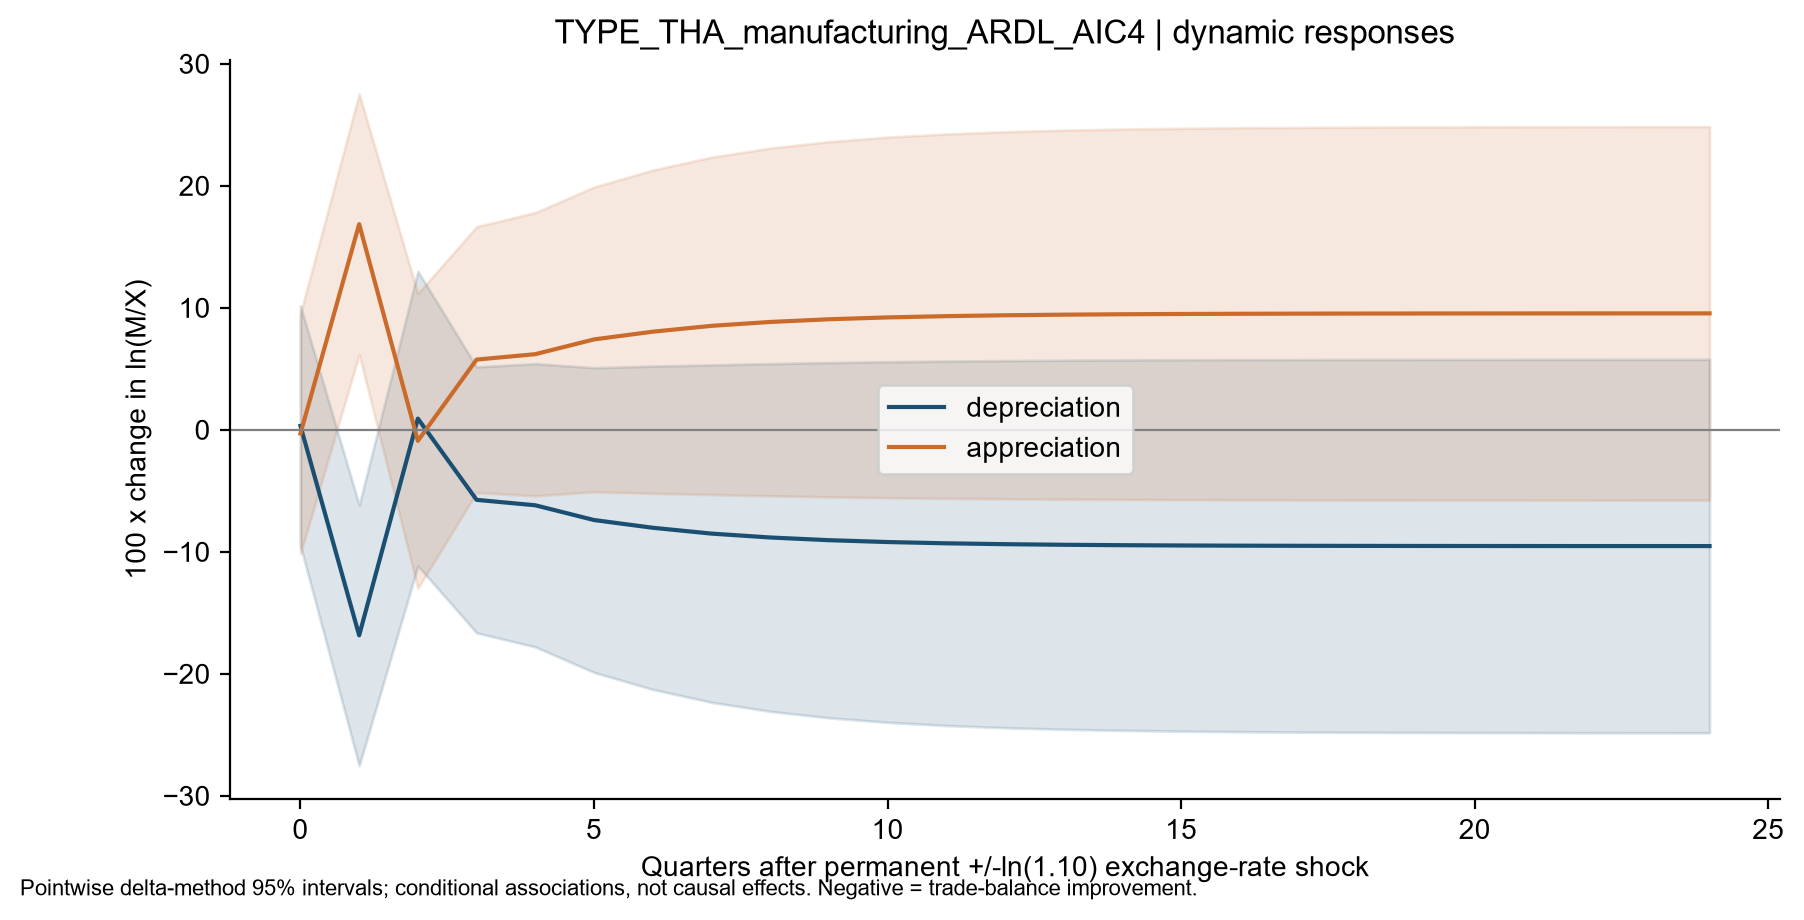 TYPE_THA_manufacturing_ARDL_AIC4 | dynamic responses
100 x change in ln(M/X)
30
20
10
0
−10
−20
−30
depreciation
appreciation
0 5 10 15 20 25
Quarters after permanent +/-ln(1.10) exchange-rate shock
Pointwise delta-method 95% intervals; conditional associations, not causal effects. Negative = trade-balance improvement.